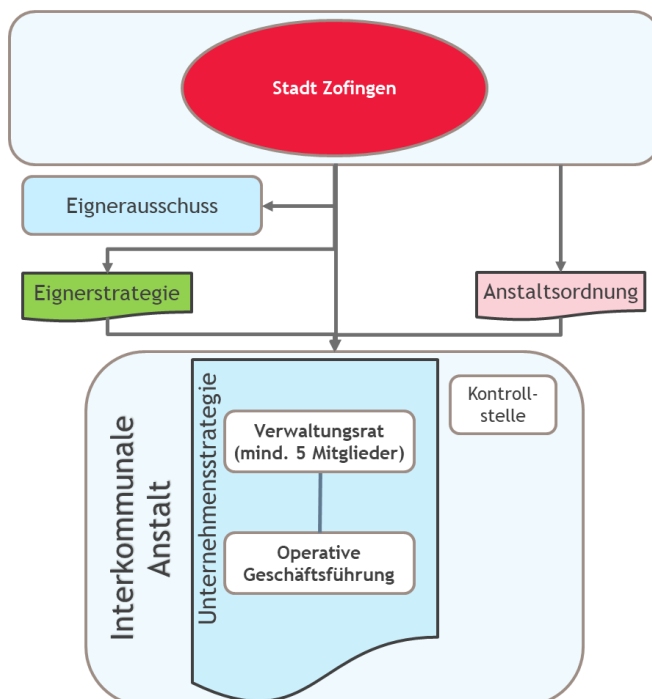 Stadt Zofingen
Eignerausschuss
Eignerstrategie
Anstaltsordnung
Interkommunale
Anstalt
Unternehmensstrategie
Kontroll-
stelle
Verwaltungsrat
(mind. 5 Mitglieder)
Operative
Geschäftsführung